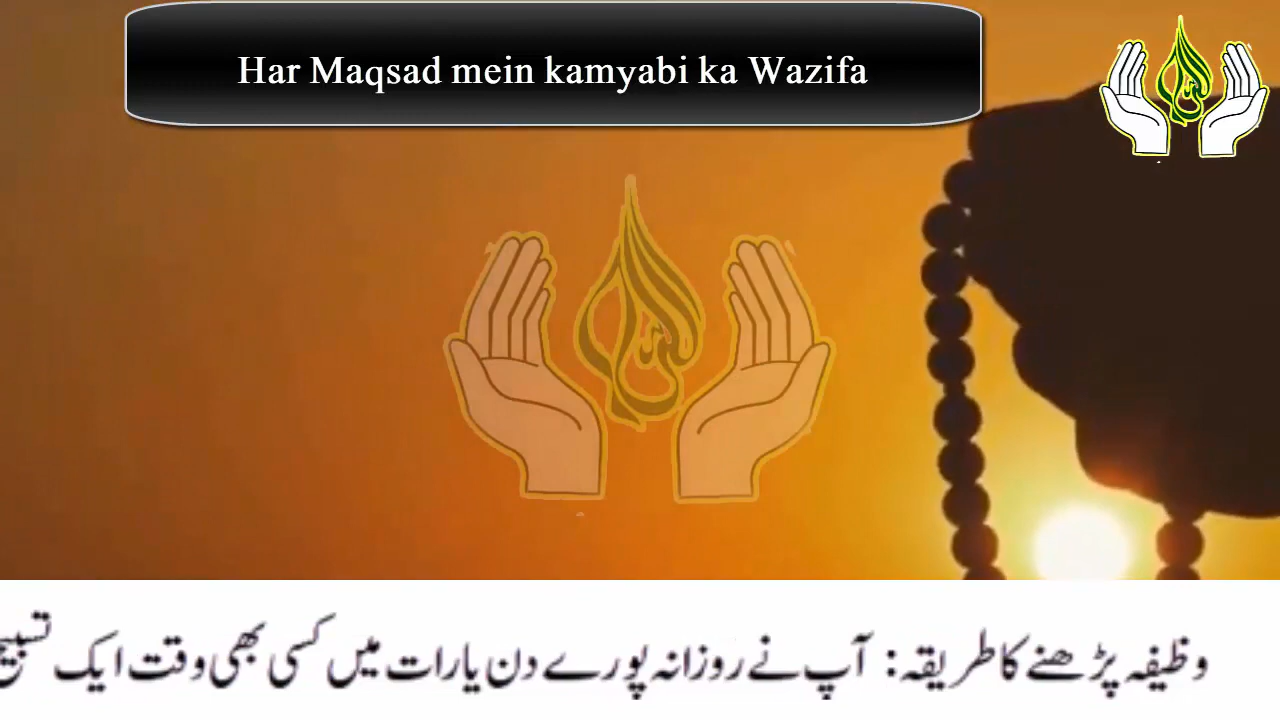 Har Maqsad mein kamyabi ka Wazifa
وظیفہ پڑھنے کا طریقہ: آپ نے روزانہ پورے دن یا رات میں کسی بھی وقت ایک